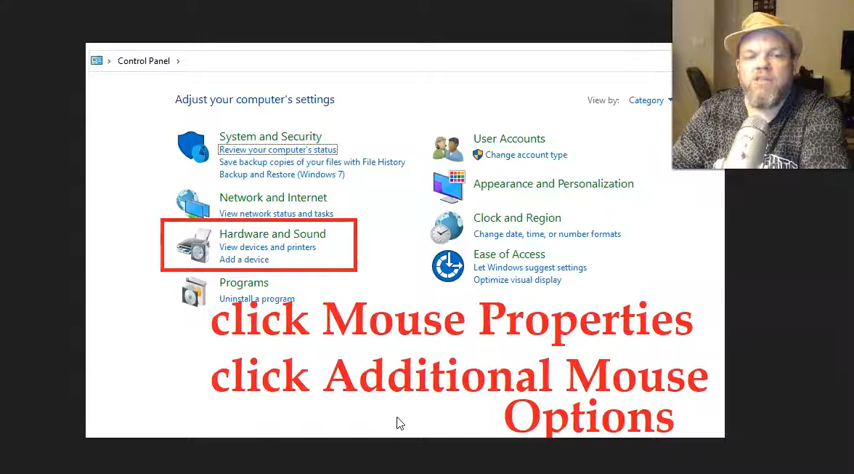 Control Panel
Adjust your computer's settings
View by: Category
System and Security
Review your computer's status
Save backup copies of your files with File History
Backup and Restore (Windows 7)
Network and Internet
View network status and tasks
Hardware and Sound
View devices and printers
Add a device
Programs
Uninstall a program
User Accounts
Change account type
Appearance and Personalization
Clock and Region
Change date, time, or number formats
Ease of Access
Let Windows suggest settings
Optimize visual display
click Mouse Properties
click Additional Mouse
Options